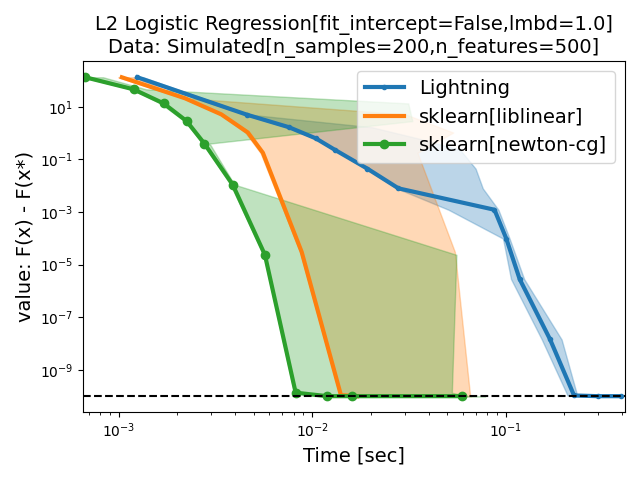 L2 Logistic Regression[fit_intercept=False,lmbd=1.0]
Data: Simulated[n_samples=200,n_features=500]
Lightning
sklearn[liblinear]
sklearn[newton-cg]
value: F(x) - F(x*)
10¹
10⁻¹
10⁻³
10⁻⁵
10⁻⁷
10⁻⁹
10⁻³
10⁻²
10⁻¹
Time [sec]